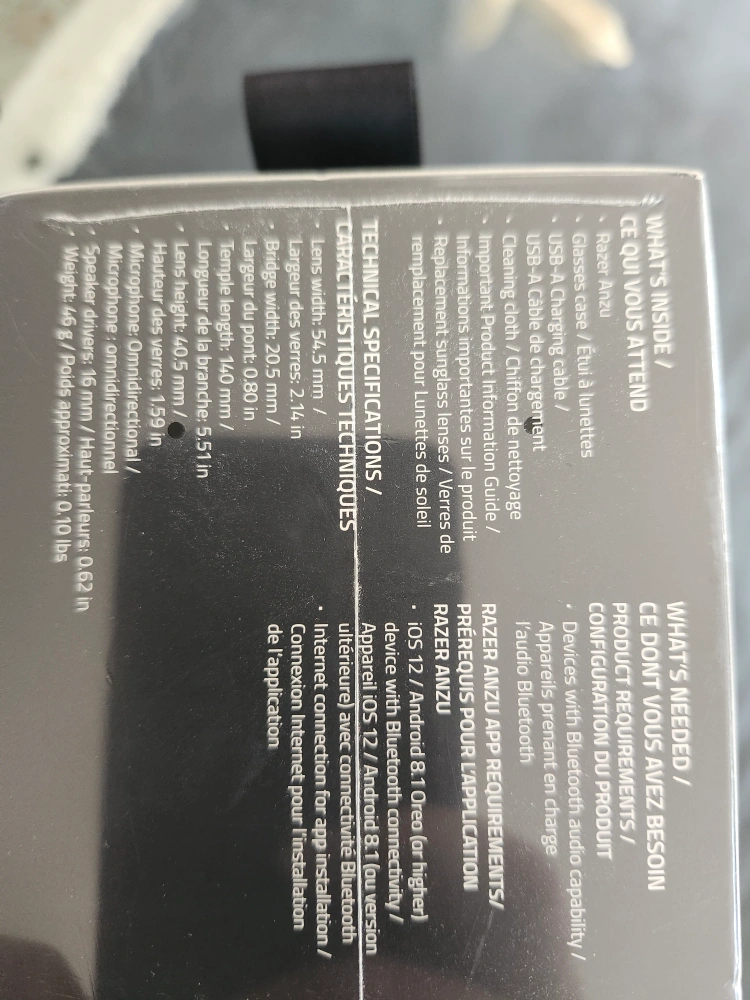 WHAT'S INSIDE /
CE QUI VOUS ATTEND
• Razer Anzu
• Glasses case / Étui à lunettes
• USB-A Charging cable /
USB-A Câble de chargement
• Cleaning cloth / Chiffon de nettoyage
• Important Product Information Guide /
Informations importantes sur le produit
• Replacement sunglass lenses / Verres de
remplacement pour Lunettes de soleil
TECHNICAL SPECIFICATIONS /
CARACTÉRISTIQUES TECHNIQUES
• Lens width: 54.5 mm /
Largeur des verres: 2.14 in
• Bridge width: 20.5 mm /
Largeur du pont: 0.80 in
• Temple length: 140 mm /
Longueur de la branche: 5.51 in
• Lens height: 40.5 mm /
Hauteur des verres: 1.59 in
• Microphone: Omnidirectional /
Microphone : omnidirectionnel
• Speaker drivers: 16 mm / Haut-parleurs: 0.62 in
• Weight: 46 g / Poids approximati: 0.10 lbs
WHAT'S NEEDED /
CE DONT VOUS AVEZ BESOIN
PRODUCT REQUIREMENTS /
CONFIGURATION DU PRODUIT
• Devices with Bluetooth audio capability /
Appareils prenant en charge
l'audio Bluetooth
RAZER ANZU APP REQUIREMENTS/
PRÉREQUIS POUR L'APPLICATION
RAZER ANZU
• iOS 12 / Android 8.1 Oreo (or higher)
device with Bluetooth connectivity /
Appareil iOS 12 / Android 8.1 (ou version
ultérieure) avec connectivité Bluetooth
• Internet connection for app installation /
Connexion Internet pour l'installation
de l'application